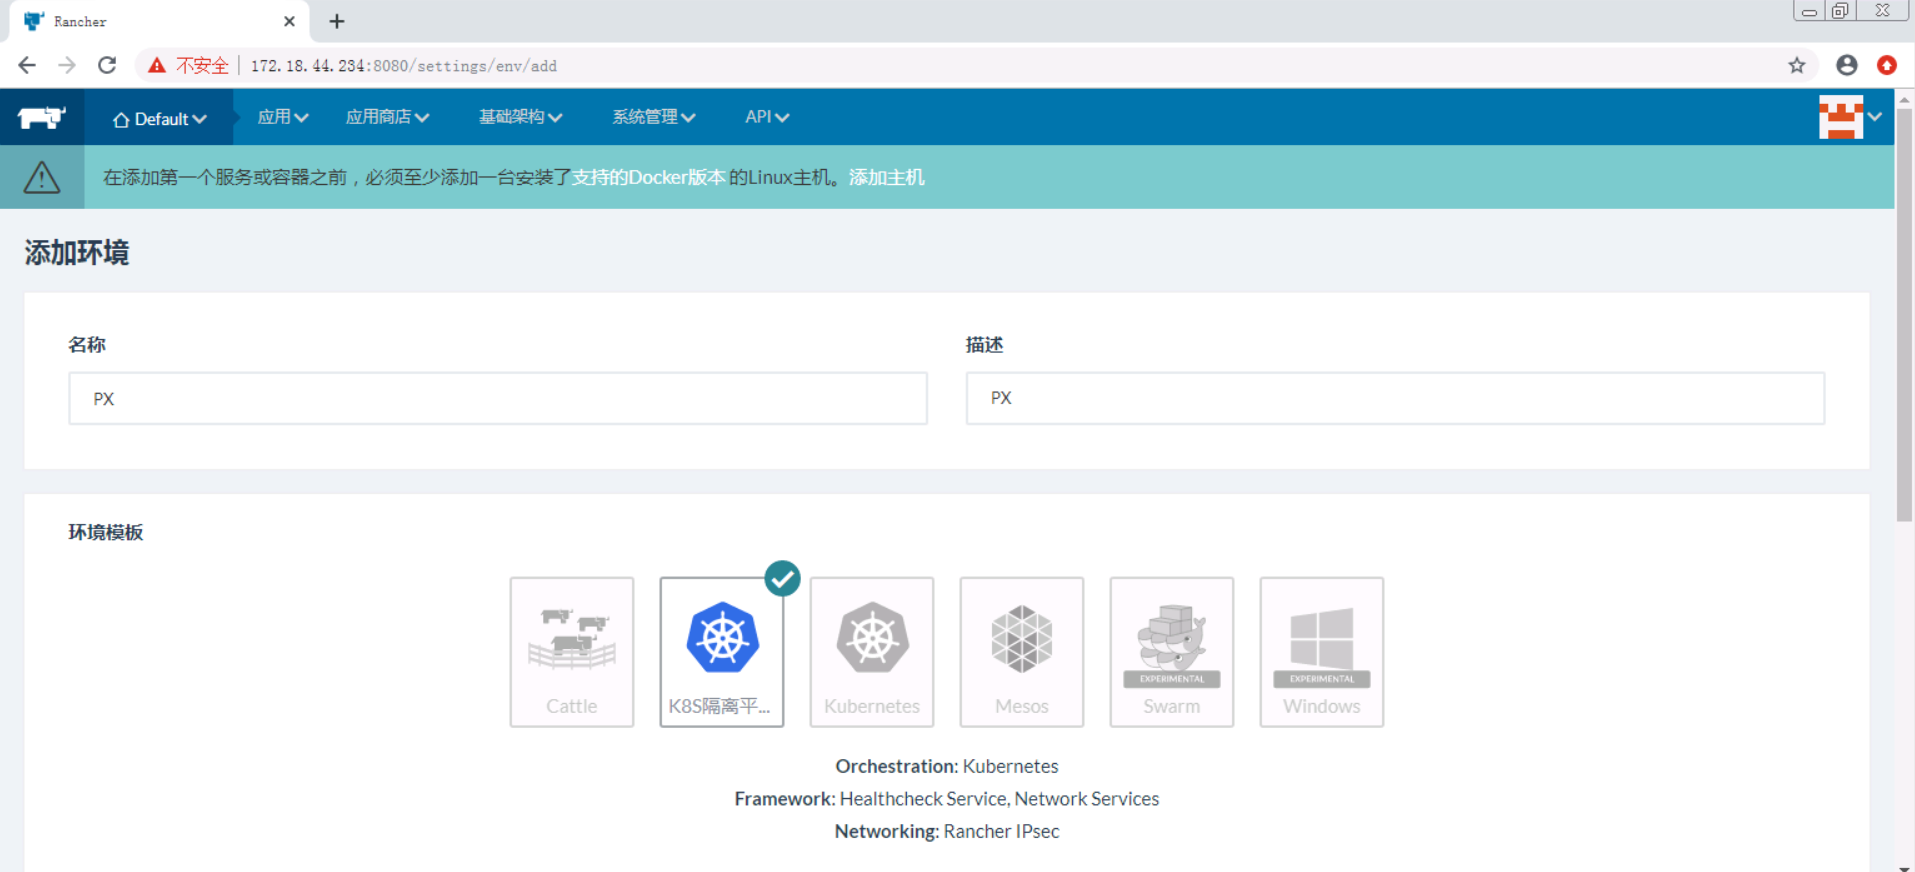 Rancher
不安全 172.18.44.234:8080/settings/env/add
Default 应用 应用商店 基础架构 系统管理 API
在添加第一个服务或容器之前，必须至少添加一台安装了支持的Docker版本 的Linux主机。添加主机
添加环境
名称 描述
PX PX
环境模板
EXPERIMENTAL EXPERIMENTAL
Cattle K8S隔离平... Kubernetes Mesos Swarm Windows
Orchestration: Kubernetes
Framework: Healthcheck Service, Network Services
Networking: Rancher IPsec